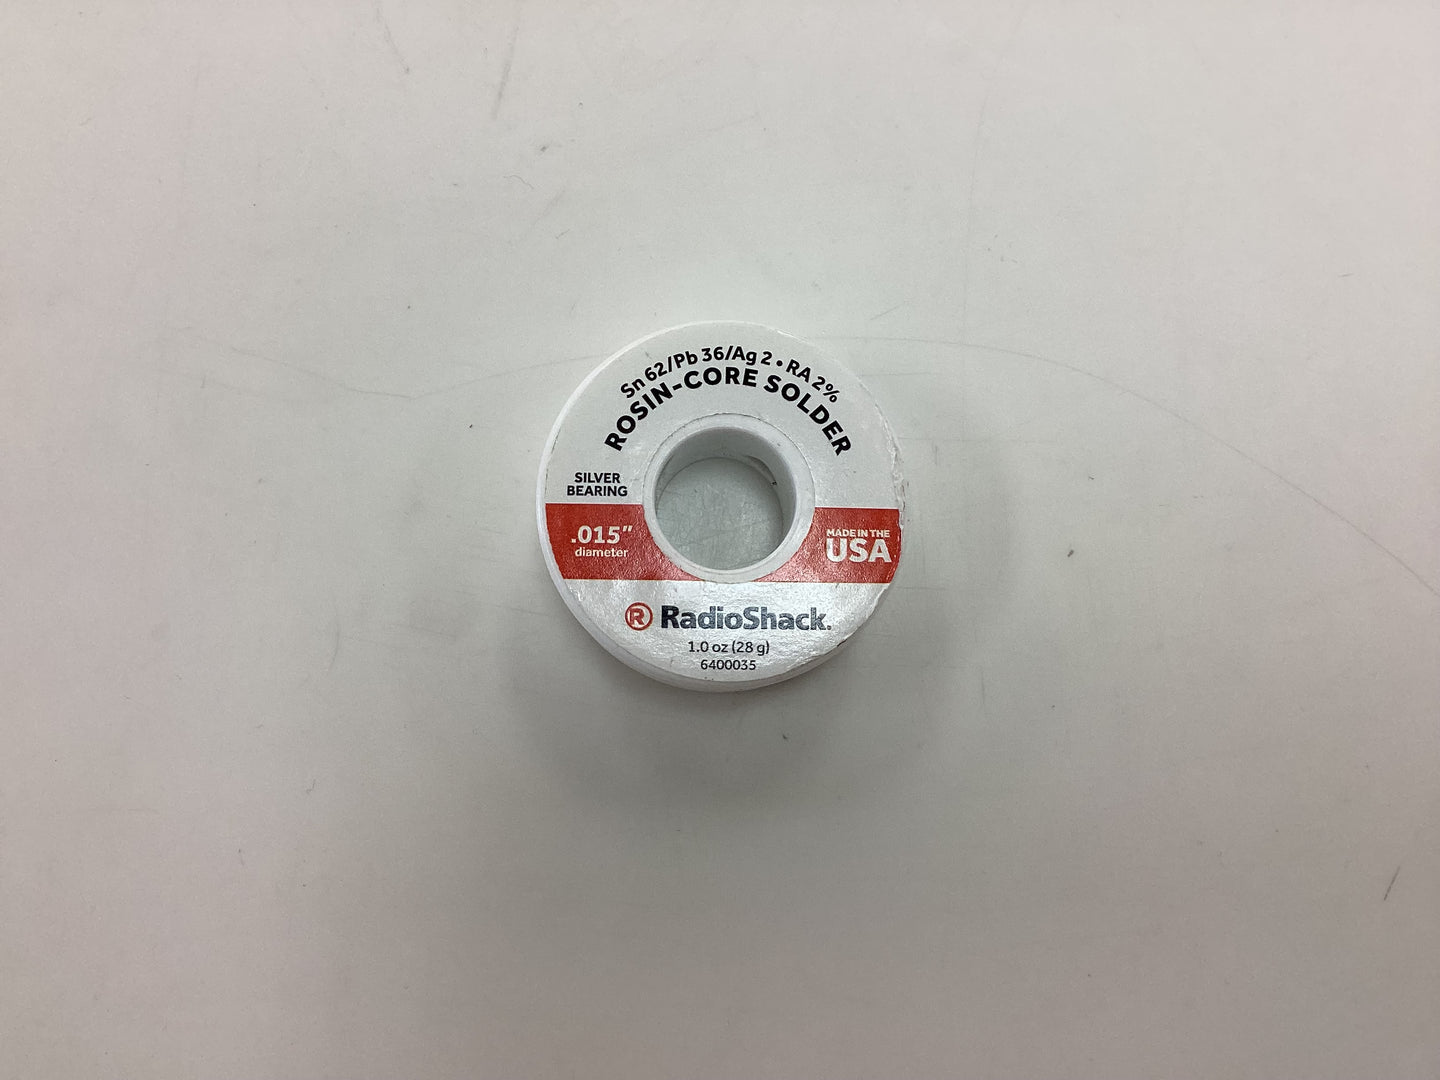 Sn 62/Pb 36/Ag 2 • RA 2%
ROSIN-CORE SOLDER
SILVER
BEARING
.015”
diameter
MADE IN THE
USA
R RadioShack.
1.0 oz (28 g)
6400035